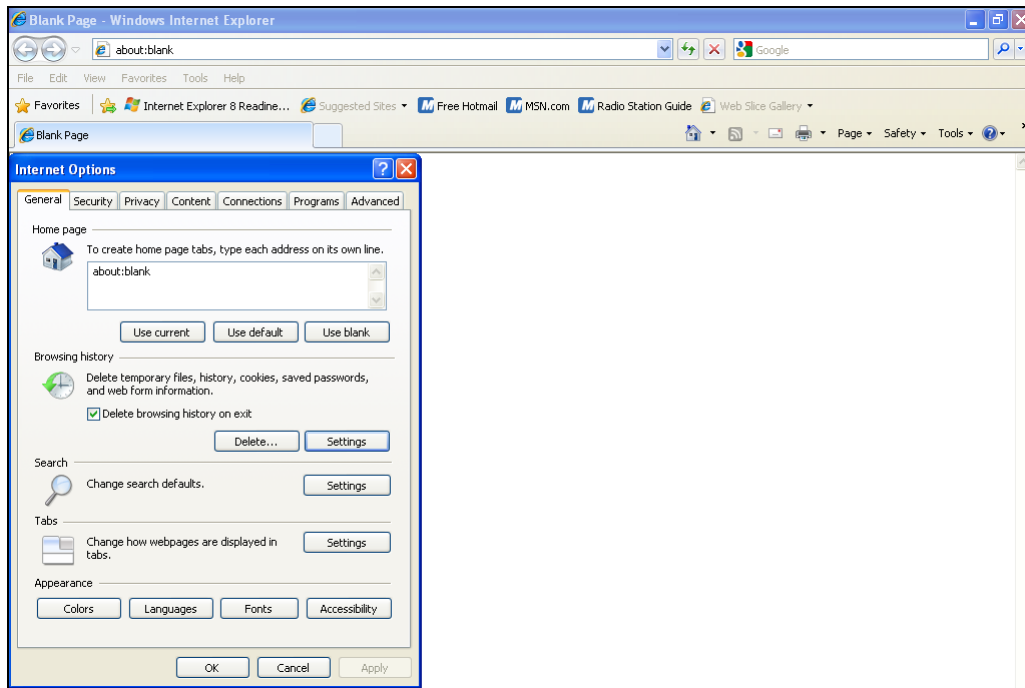 Blank Page - Windows Internet Explorer
about:blank
Google
File Edit View Favorites Tools Help
Favorites Internet Explorer 8 Readine... Suggested Sites Free Hotmail MSN.com Radio Station Guide Web Slice Gallery
Blank Page Page Safety Tools
Internet Options
General Security Privacy Content Connections Programs Advanced
Home page
To create home page tabs, type each address on its own line.
about:blank
Use current Use default Use blank
Browsing history
Delete temporary files, history, cookies, saved passwords,
and web form information.
Delete browsing history on exit
Delete... Settings
Search
Change search defaults. Settings
Tabs
Change how webpages are displayed in
tabs.
Settings
Appearance
Colors Languages Fonts Accessibility
OK Cancel Apply